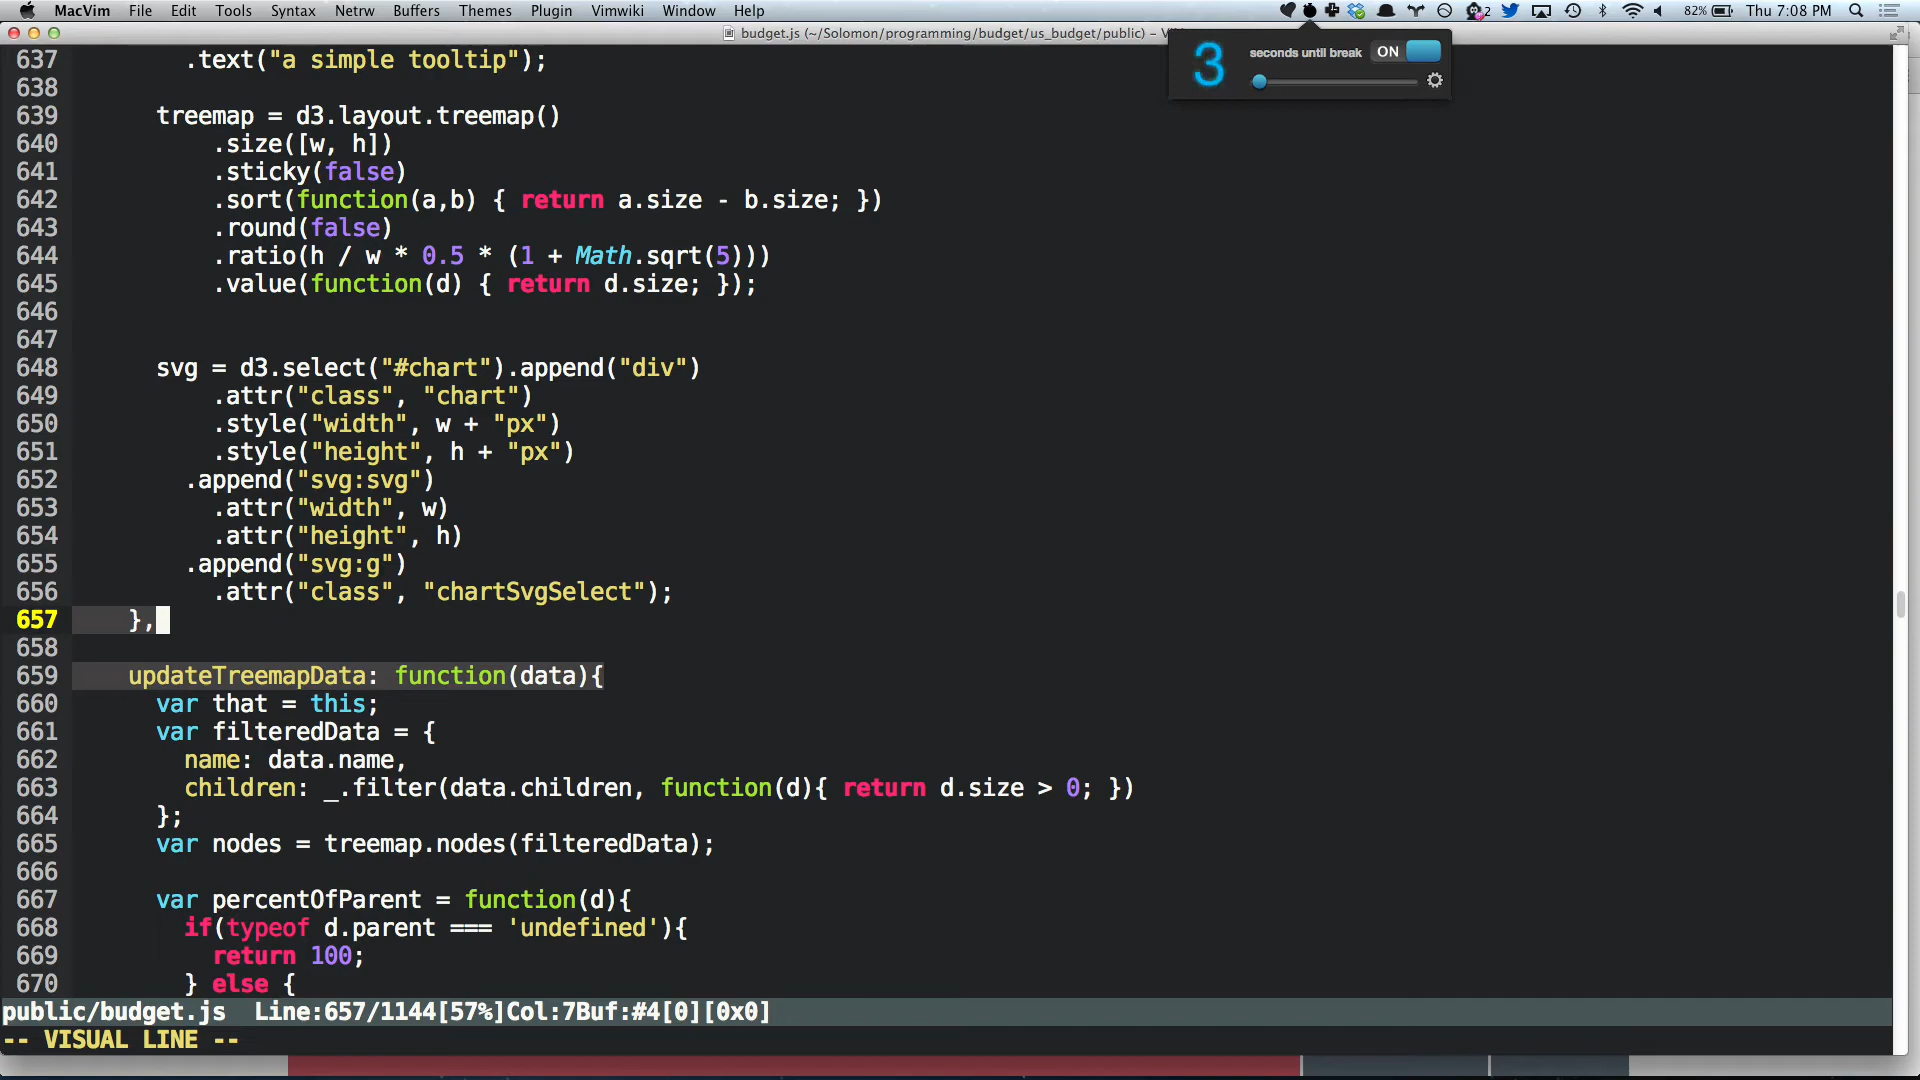 MacVim File Edit Tools Syntax Netrw Buffers Themes Plugin Vimwiki Window Help 2 82% Thu 7:08 PM
budget.js (~/Solomon/programming/budget/us_budget/public) – V
3 seconds until break ON
637 .text("a simple tooltip");
638
639 treemap = d3.layout.treemap()
640 .size([w, h])
641 .sticky(false)
642 .sort(function(a,b) { return a.size - b.size; })
643 .round(false)
644 .ratio(h / w * 0.5 * (1 + Math.sqrt(5)))
645 .value(function(d) { return d.size; });
646
647
648 svg = d3.select("#chart").append("div")
649 .attr("class", "chart")
650 .style("width", w + "px")
651 .style("height", h + "px")
652 .append("svg:svg")
653 .attr("width", w)
654 .attr("height", h)
655 .append("svg:g")
656 .attr("class", "chartSvgSelect");
657 },
658
659 updateTreemapData: function(data){
660 var that = this;
661 var filteredData = {
662 name: data.name,
663 children: _.filter(data.children, function(d){ return d.size > 0; })
664 };
665 var nodes = treemap.nodes(filteredData);
666
667 var percentOfParent = function(d){
668 if(typeof d.parent === 'undefined'){
669 return 100;
670 } else {
public/budget.js Line:657/1144[57%]Col:7Buf:#4[0][0x0]
-- VISUAL LINE --